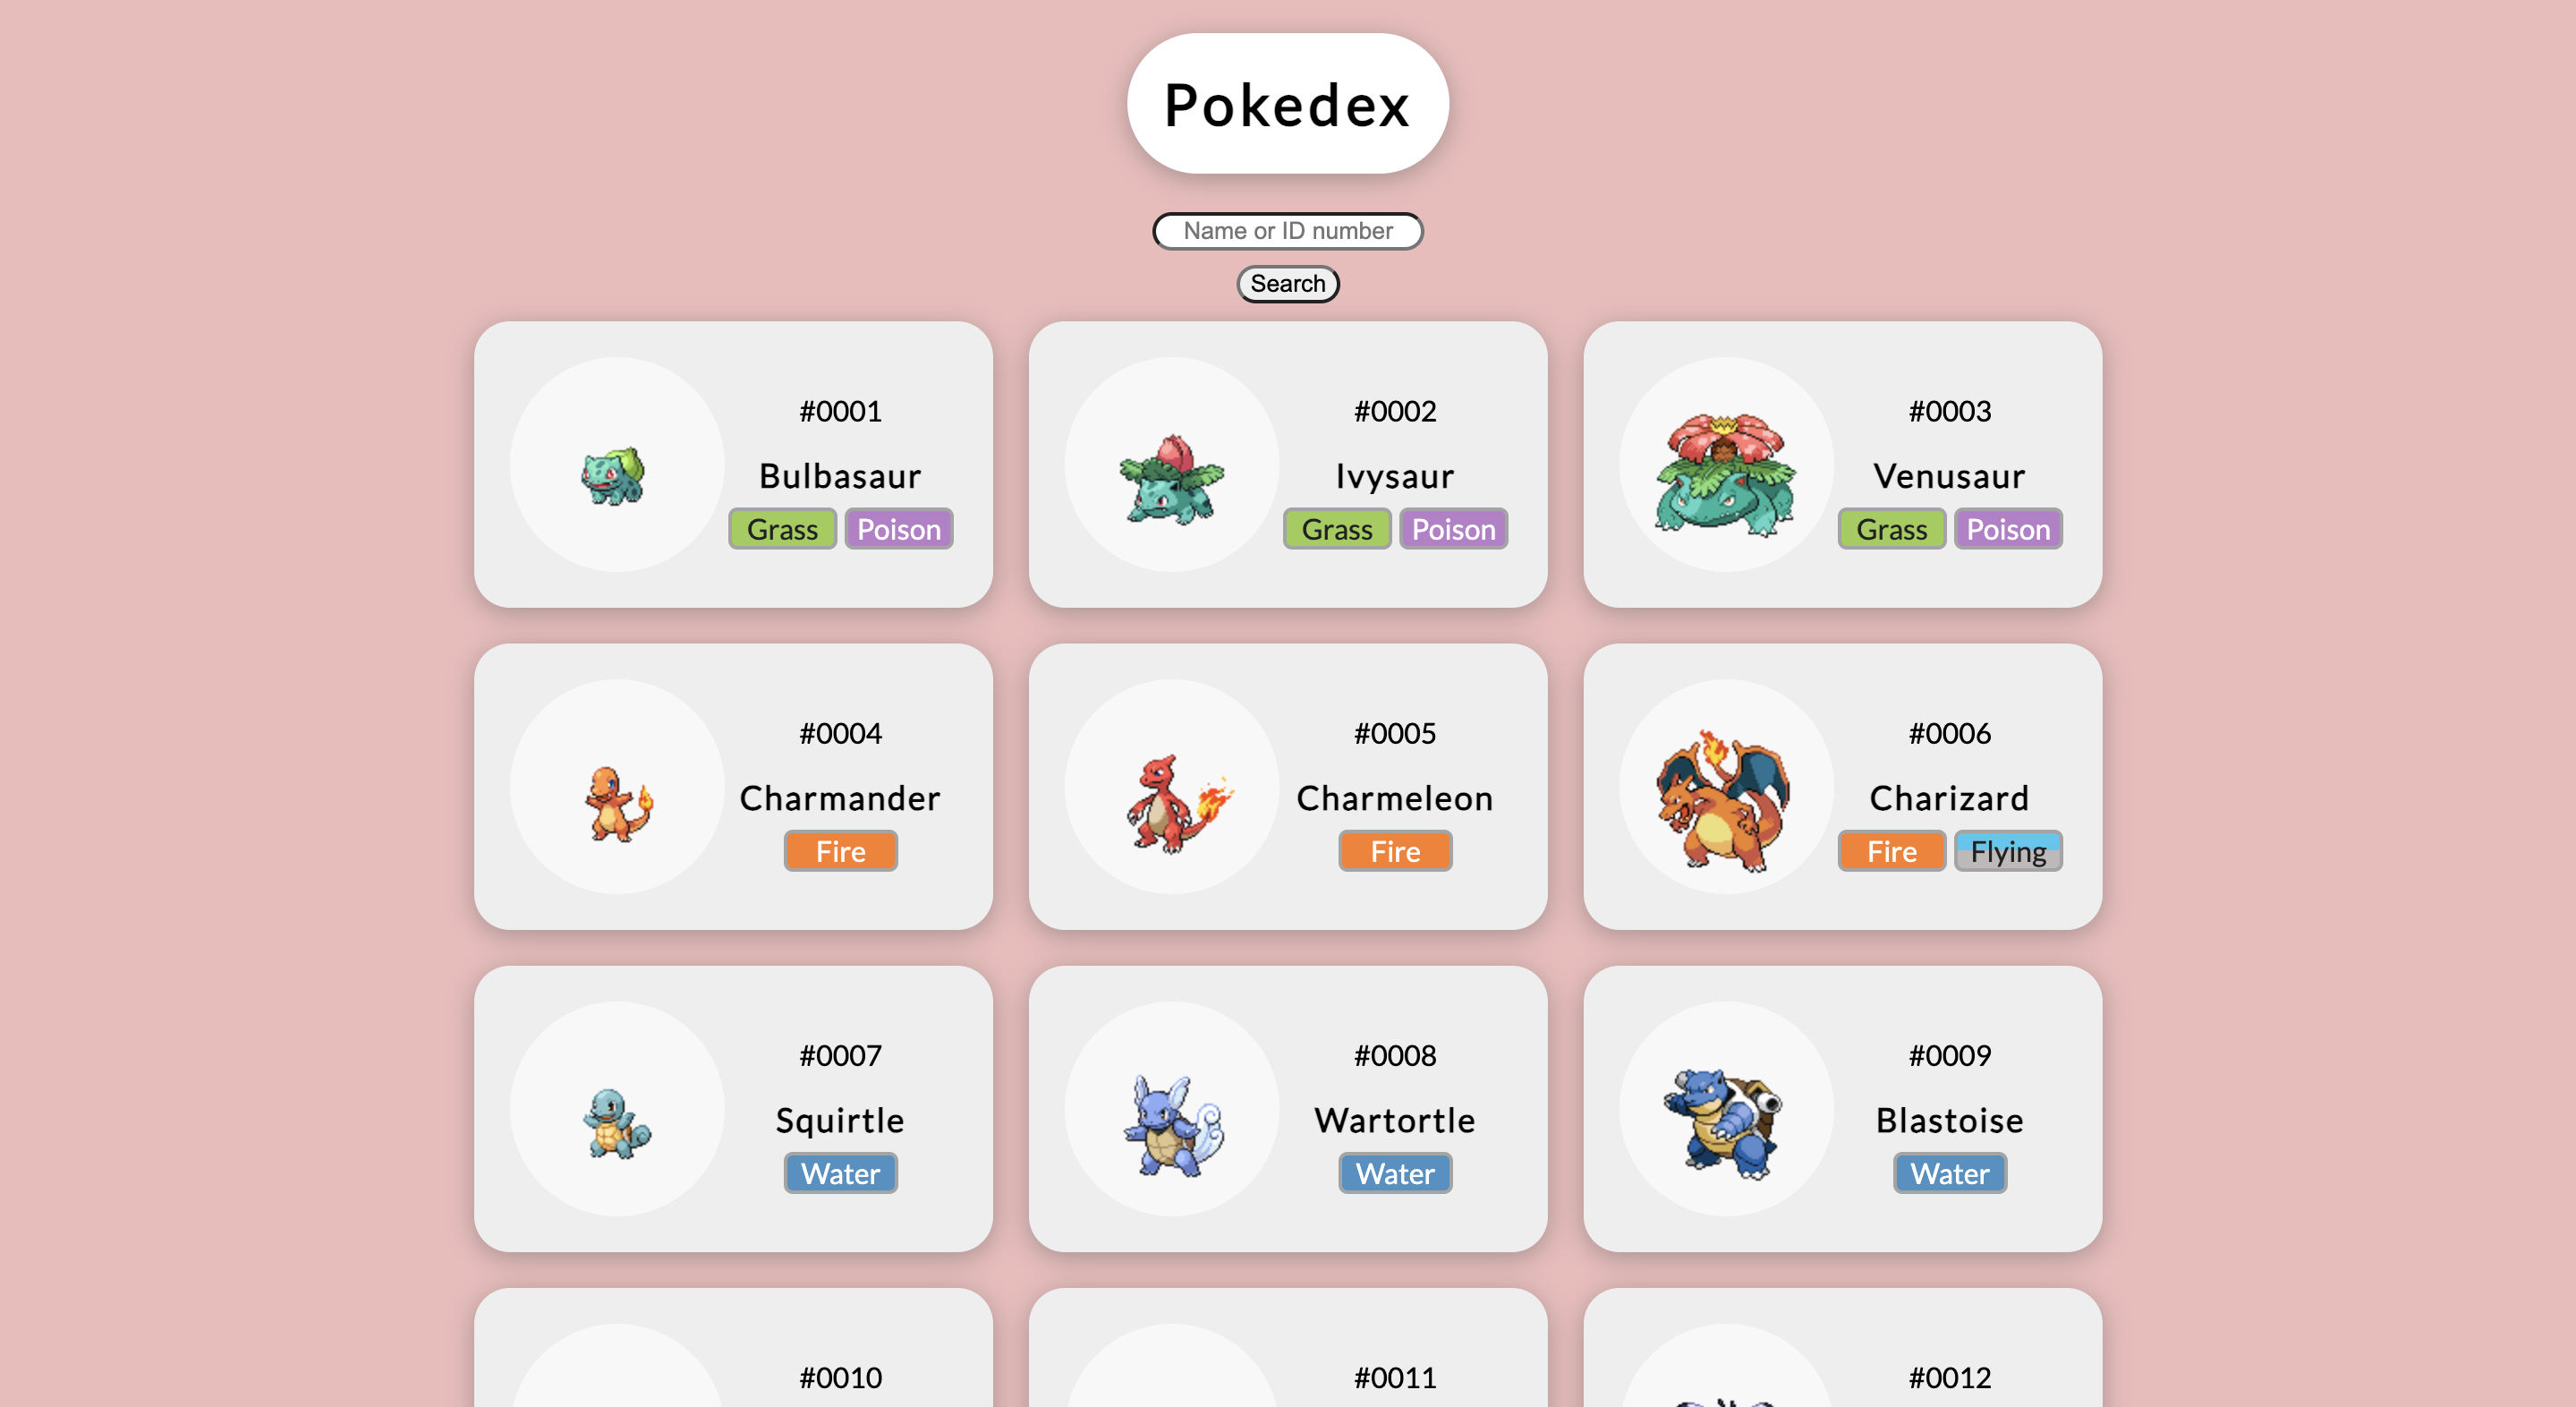 Pokedex
Name or ID number
Search
#0001
Bulbasaur
Grass Poison
#0002
Ivysaur
Grass Poison
#0003
Venusaur
Grass Poison
#0004
Charmander
Fire
#0005
Charmeleon
Fire
#0006
Charizard
Fire Flying
#0007
Squirtle
Water
#0008
Wartortle
Water
#0009
Blastoise
Water
#0010
#0011
#0012